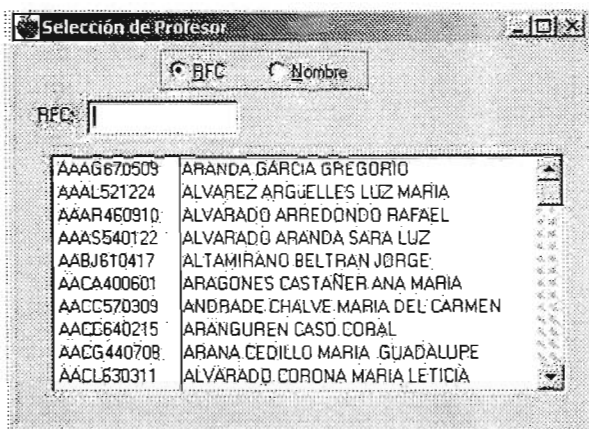 Selección de Profesor
RFC Nombre
RFC:
AAAG670509 ARANDA GARCIA GREGORIO
AAAL521224 ALVAREZ ARGÜELLES LUZ MARIA
AAAR460910 ALVARADO ARREDONDO RAFAEL
AAAS540122 ALVARADO ARANDA SARA LUZ
AABJ610417 ALTAMIRANO BELTRAN JORGE
AACA400601 ARAGONES CASTAÑER ANA MARIA
AACC570309 ANDRADE CHALVE MARIA DEL CARMEN
AACC640215 ARANGUREN CASO CORAL
AACG440708 ARANA CEDILLO MARIA GUADALUPE
AACL630311 ALVARADO CORONA MARIA LETICIA